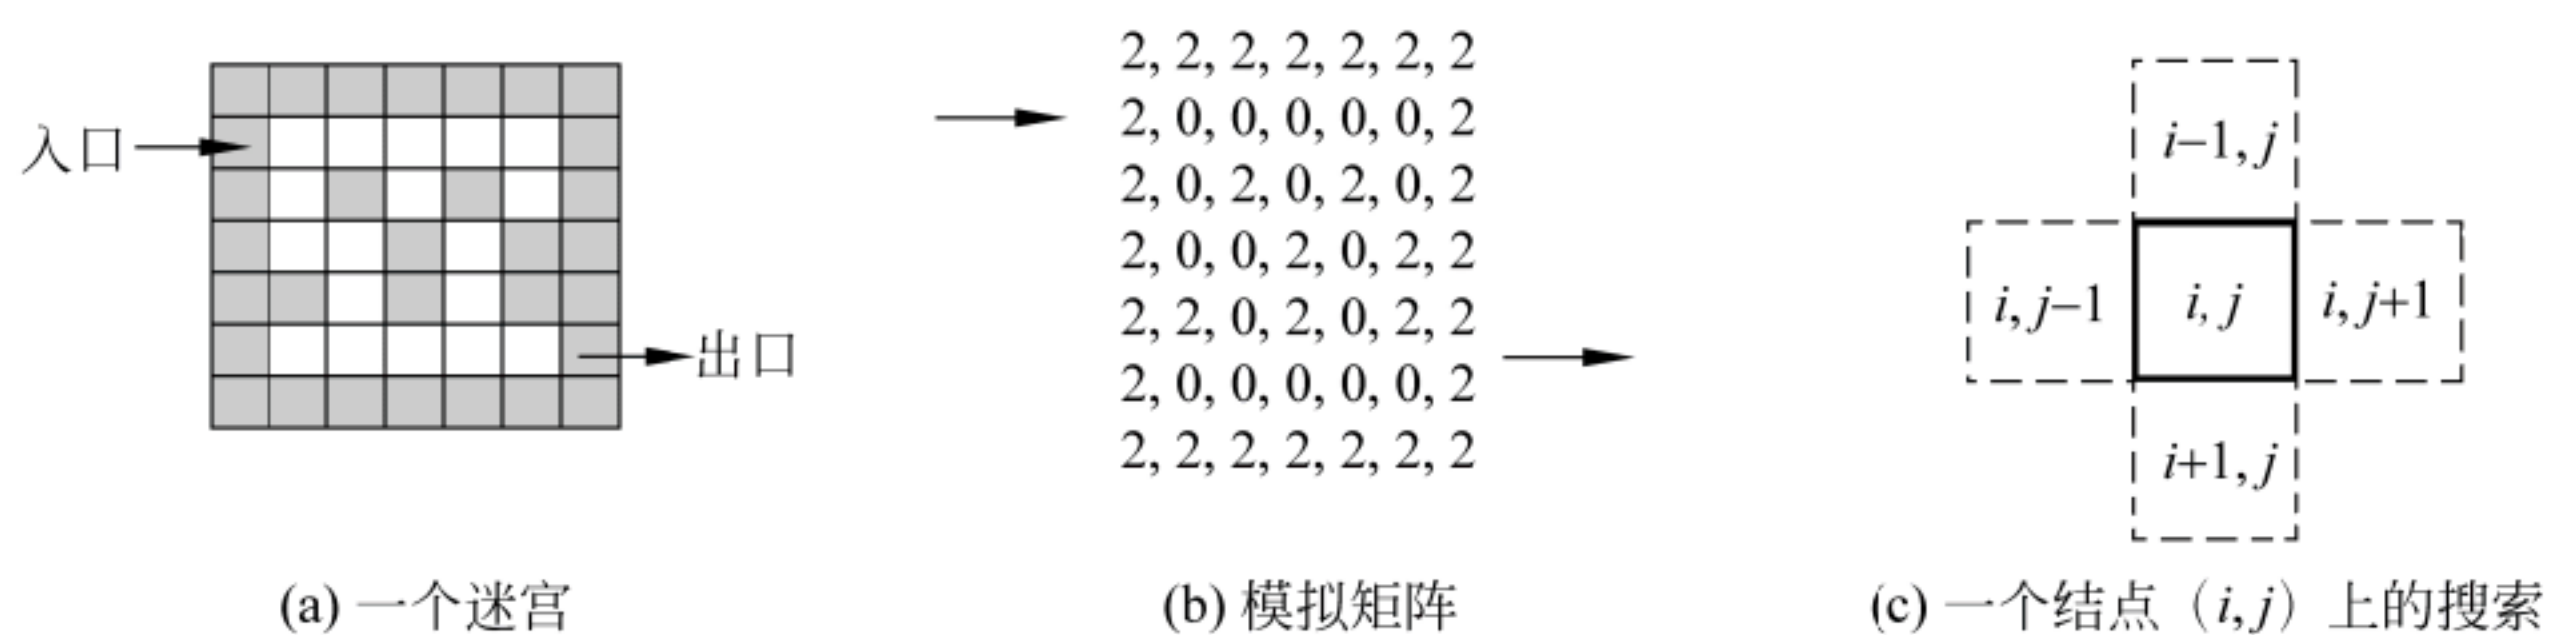 入口
出口
(a) 一个迷宫
2, 2, 2, 2, 2, 2, 2
2, 0, 0, 0, 0, 0, 2
2, 0, 2, 0, 2, 0, 2
2, 0, 0, 2, 0, 2, 2
2, 2, 0, 2, 0, 2, 2
2, 0, 0, 0, 0, 0, 2
2, 2, 2, 2, 2, 2, 2
(b) 模拟矩阵
i−1, j
i, j−1
i, j
i, j+1
i+1, j
(c) 一个结点（i, j）上的搜索